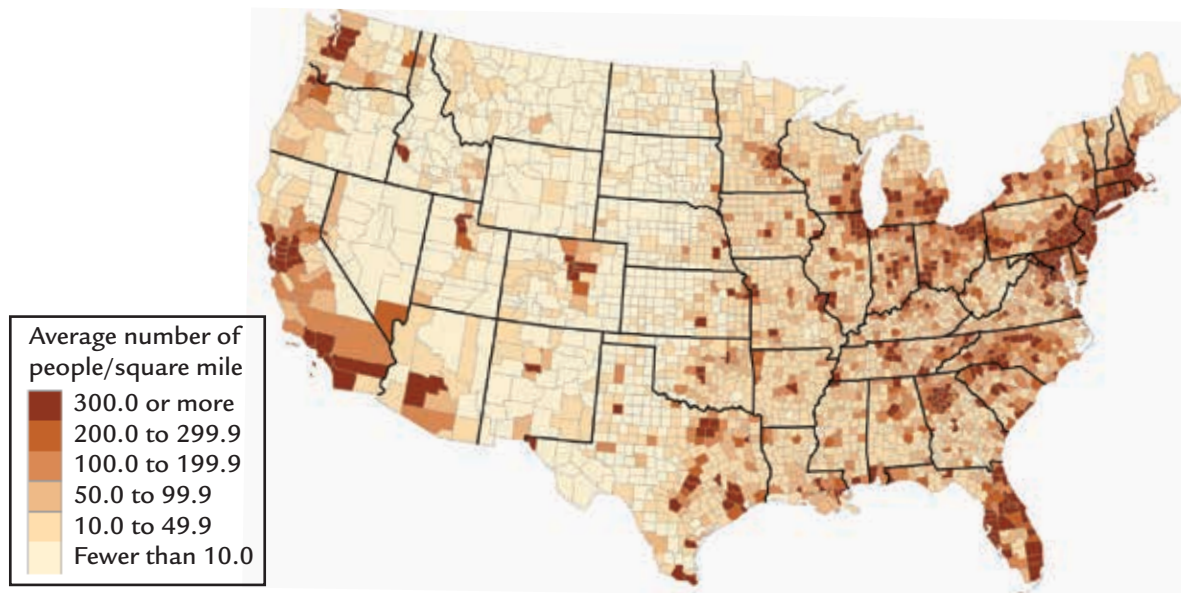 Average number of
people/square mile
300.0 or more
200.0 to 299.9
100.0 to 199.9
50.0 to 99.9
10.0 to 49.9
Fewer than 10.0